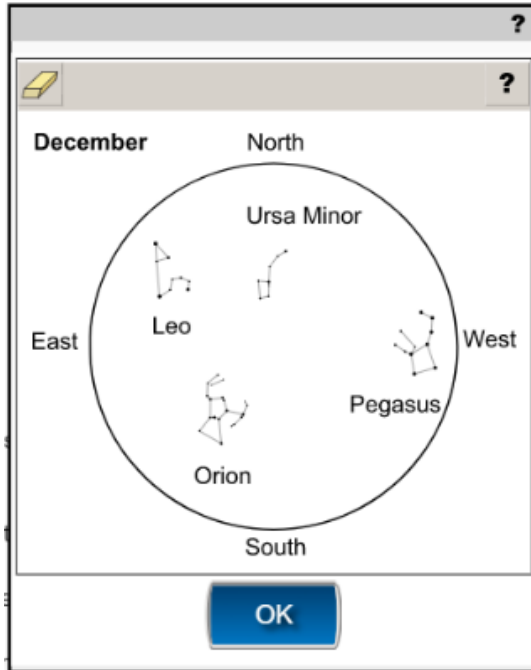 ?
?
December
North
Ursa Minor
Leo
East
West
Pegasus
Orion
South
OK